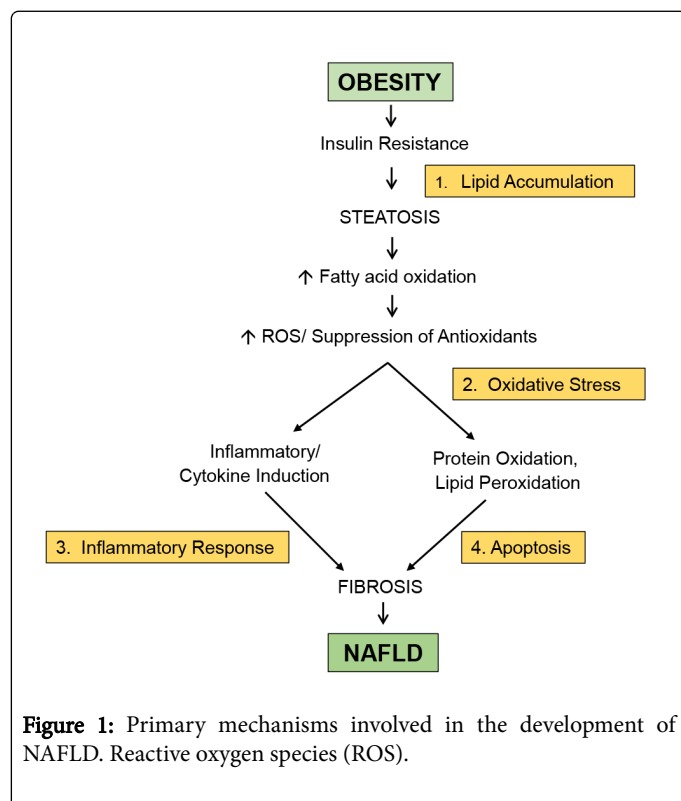 OBESITY
Insulin Resistance
1. Lipid Accumulation
STEATOSIS
↑ Fatty acid oxidation
↑ ROS/ Suppression of Antioxidants
2. Oxidative Stress
Inflammatory/
Cytokine Induction
Protein Oxidation,
Lipid Peroxidation
3. Inflammatory Response
4. Apoptosis
FIBROSIS
NAFLD
Figure 1: Primary mechanisms involved in the development of
NAFLD. Reactive oxygen species (ROS).